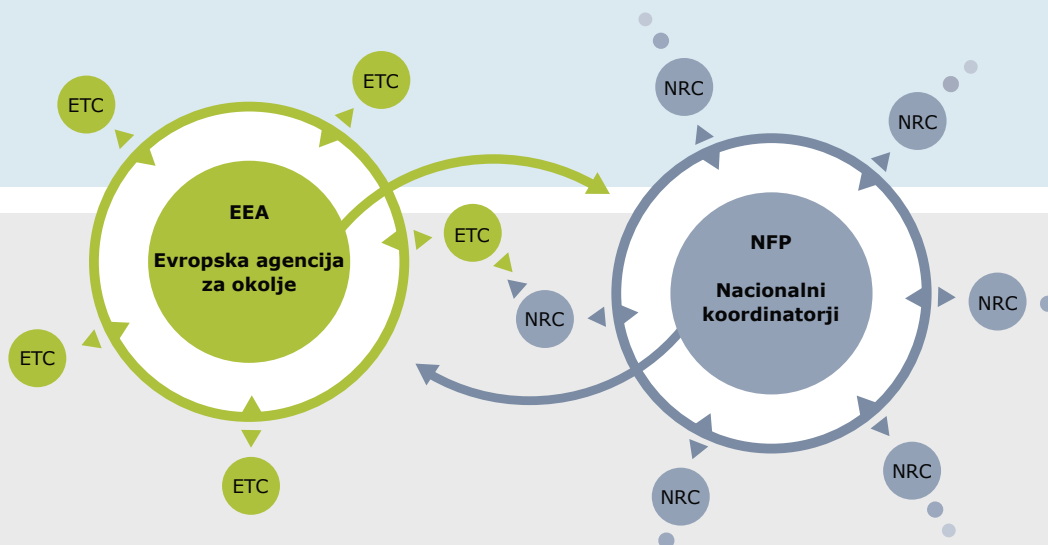 ETC
ETC
NRC
NRC
EEA
Evropska agencija
za okolje
ETC
NFP
Nacionalni
koordinatorji
NRC
NRC
ETC
ETC
NRC
NRC